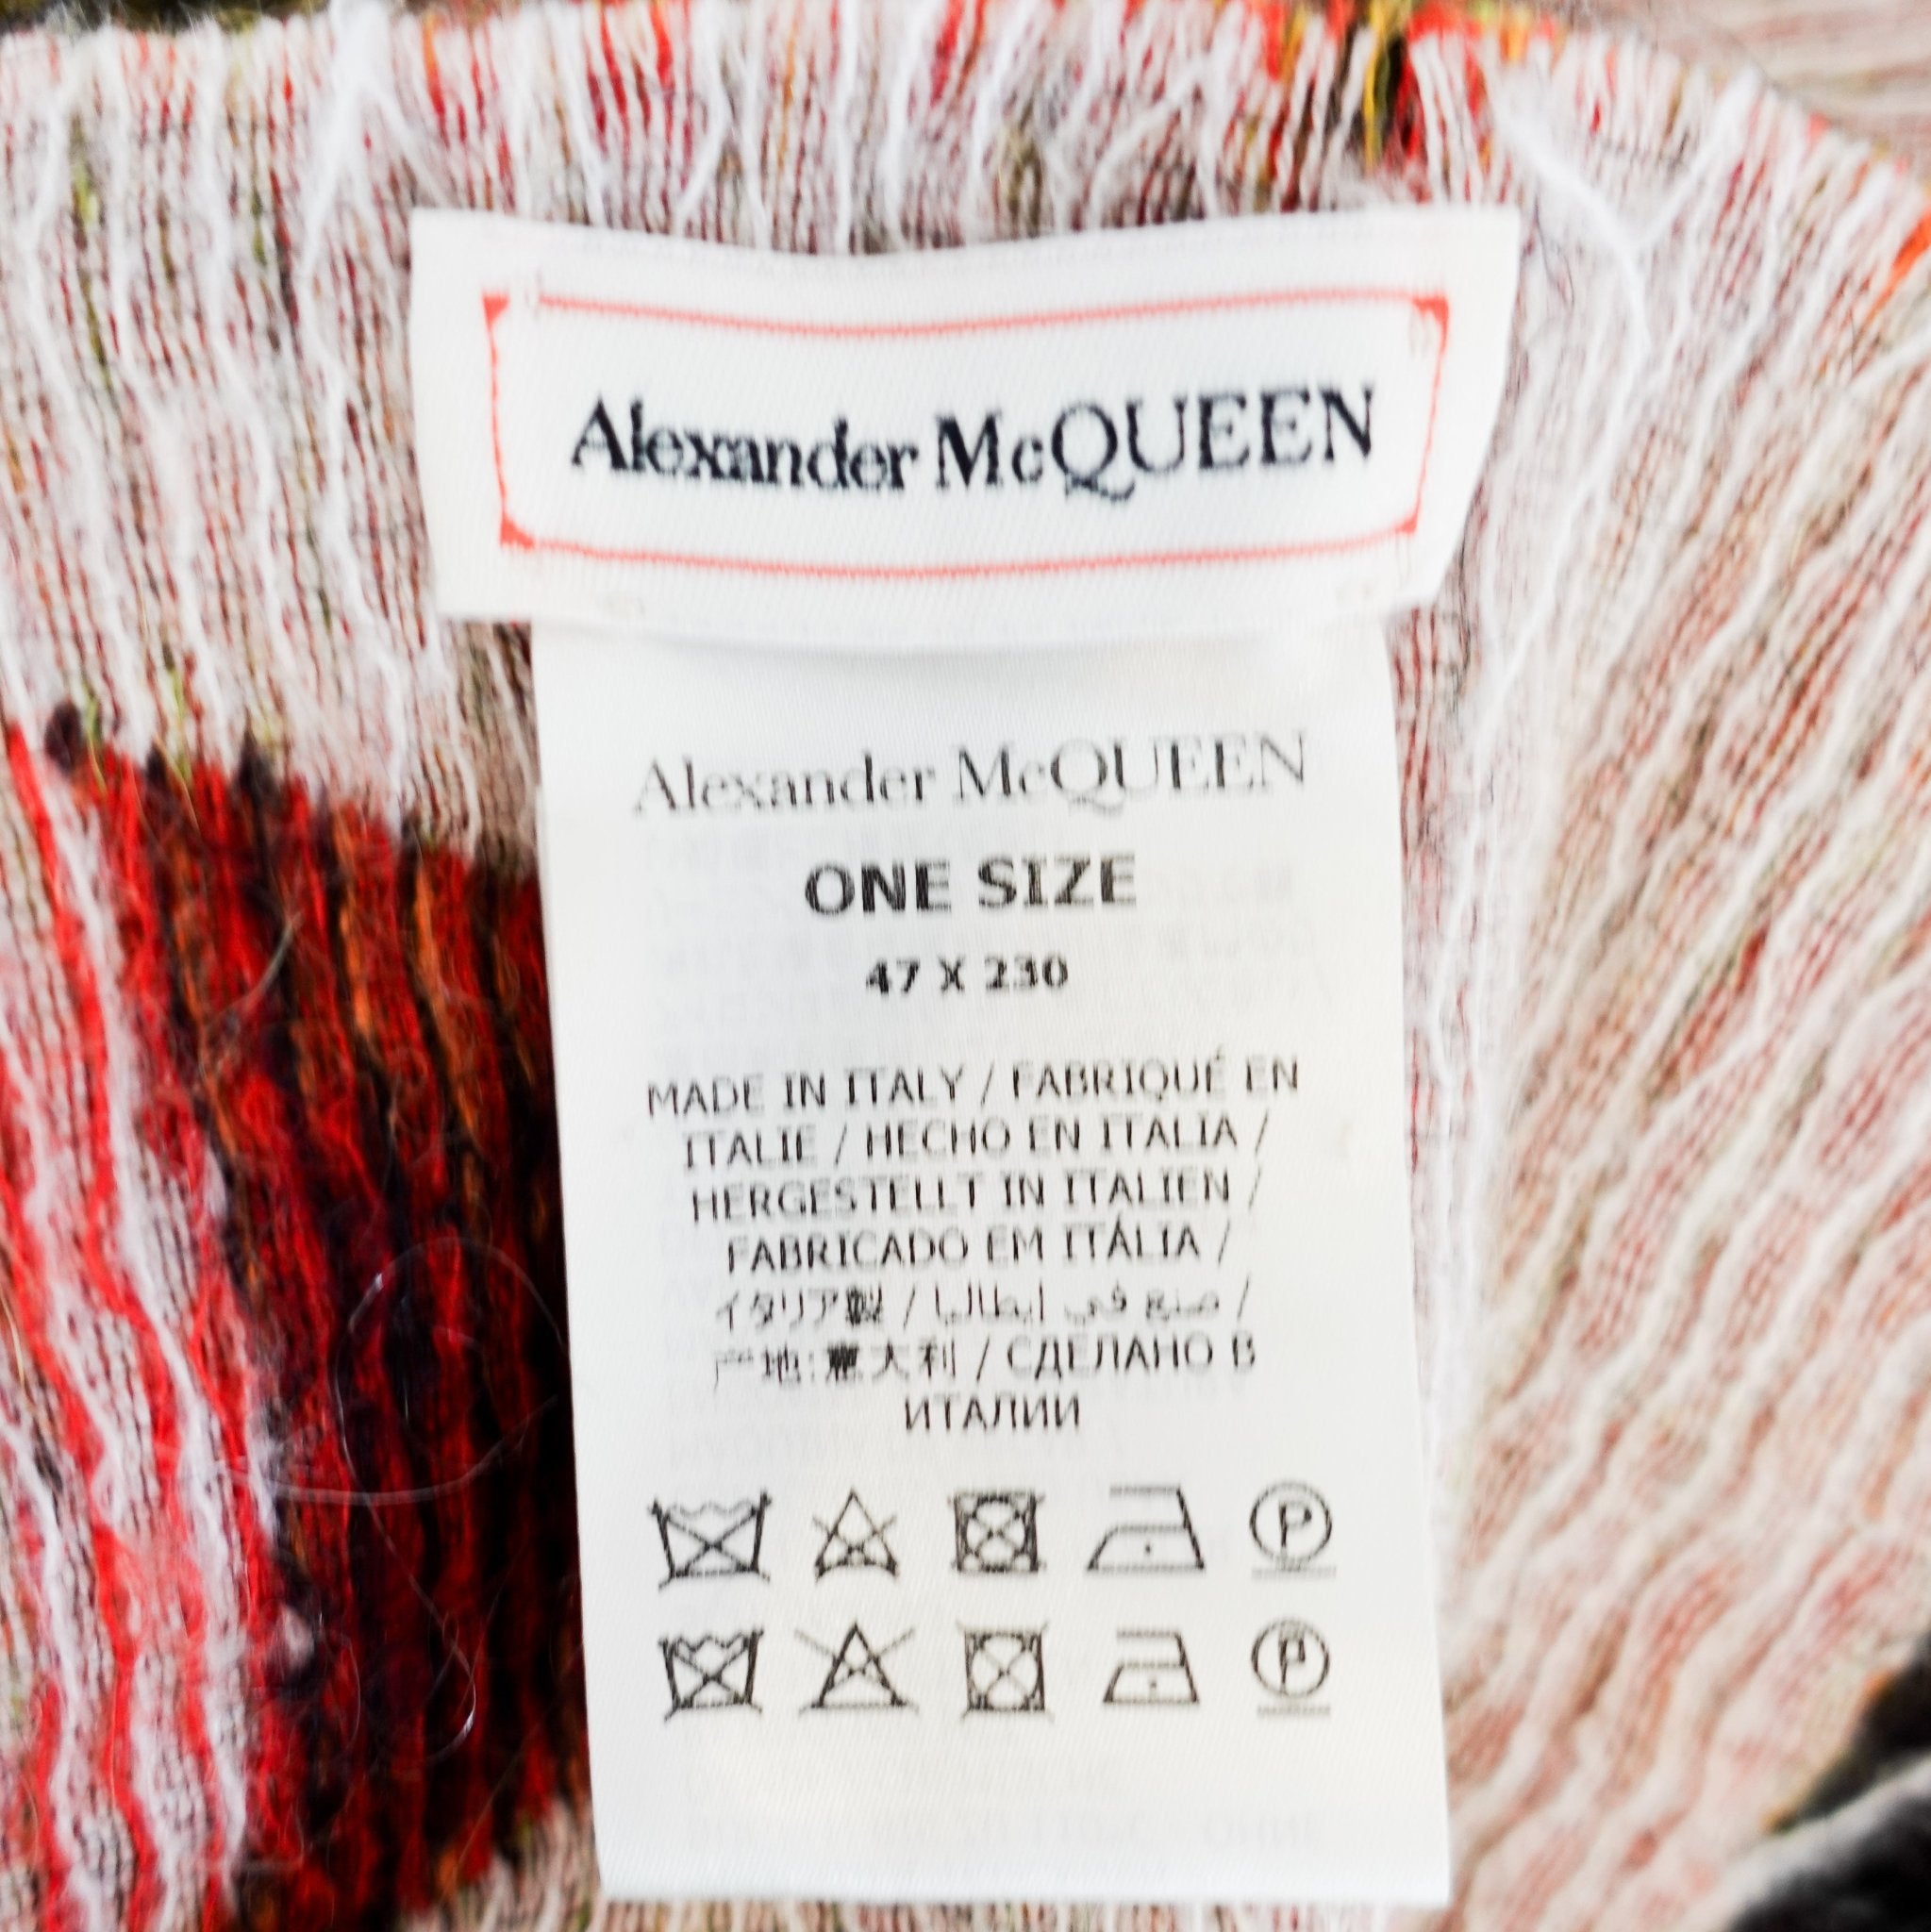 Alexander McQUEEN
Alexander McQUEEN
ONE SIZE
47 X 230
MADE IN ITALY / FABRIQUÉ EN
ITALIE / HECHO EN ITALIA /
HERGESTELLT IN ITALIEN /
FABRICADO EM ITÁLIA /
イタリア製 / صنع في إيطاليا /
产地:意大利 / СДЕЛАНО В
ИТАЛИИ
P
P